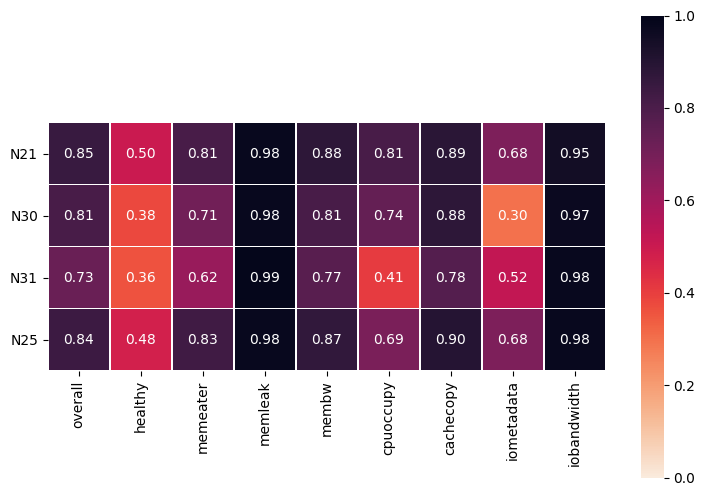 1.0
N21 0.85 0.50 0.81 0.98 0.88 0.81 0.89 0.68 0.95
0.8
N30 0.81 0.38 0.71 0.98 0.81 0.74 0.88 0.30 0.97
0.6
N31 0.73 0.36 0.62 0.99 0.77 0.41 0.78 0.52 0.98
0.4
N25 0.84 0.48 0.83 0.98 0.87 0.69 0.90 0.68 0.98
0.2
overall healthy memeater memleak membw cpuoccupy cachecopy iometadata iobandwidth
0.0